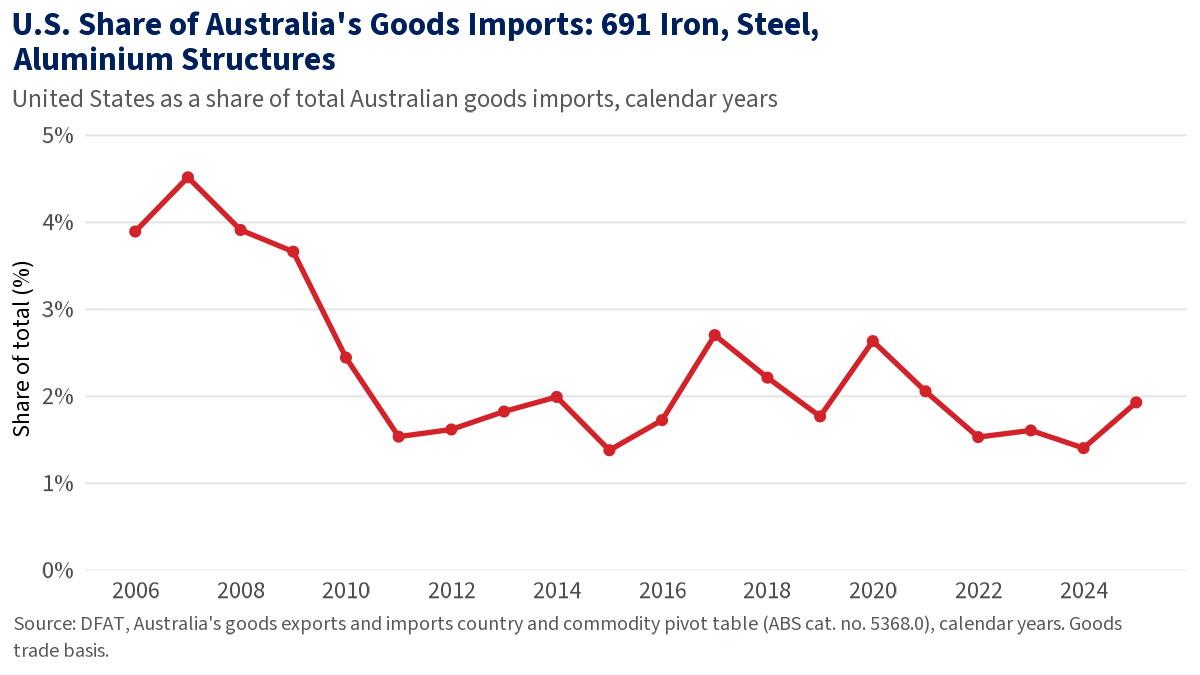 U.S. Share of Australia's Goods Imports: 691 Iron, Steel,
Aluminium Structures
United States as a share of total Australian goods imports, calendar years
5%
4%
3%
2%
1%
0%
Share of total (%)
2006 2008 2010 2012 2014 2016 2018 2020 2022 2024
Source: DFAT, Australia's goods exports and imports country and commodity pivot table (ABS cat. no. 5368.0), calendar years. Goods
trade basis.